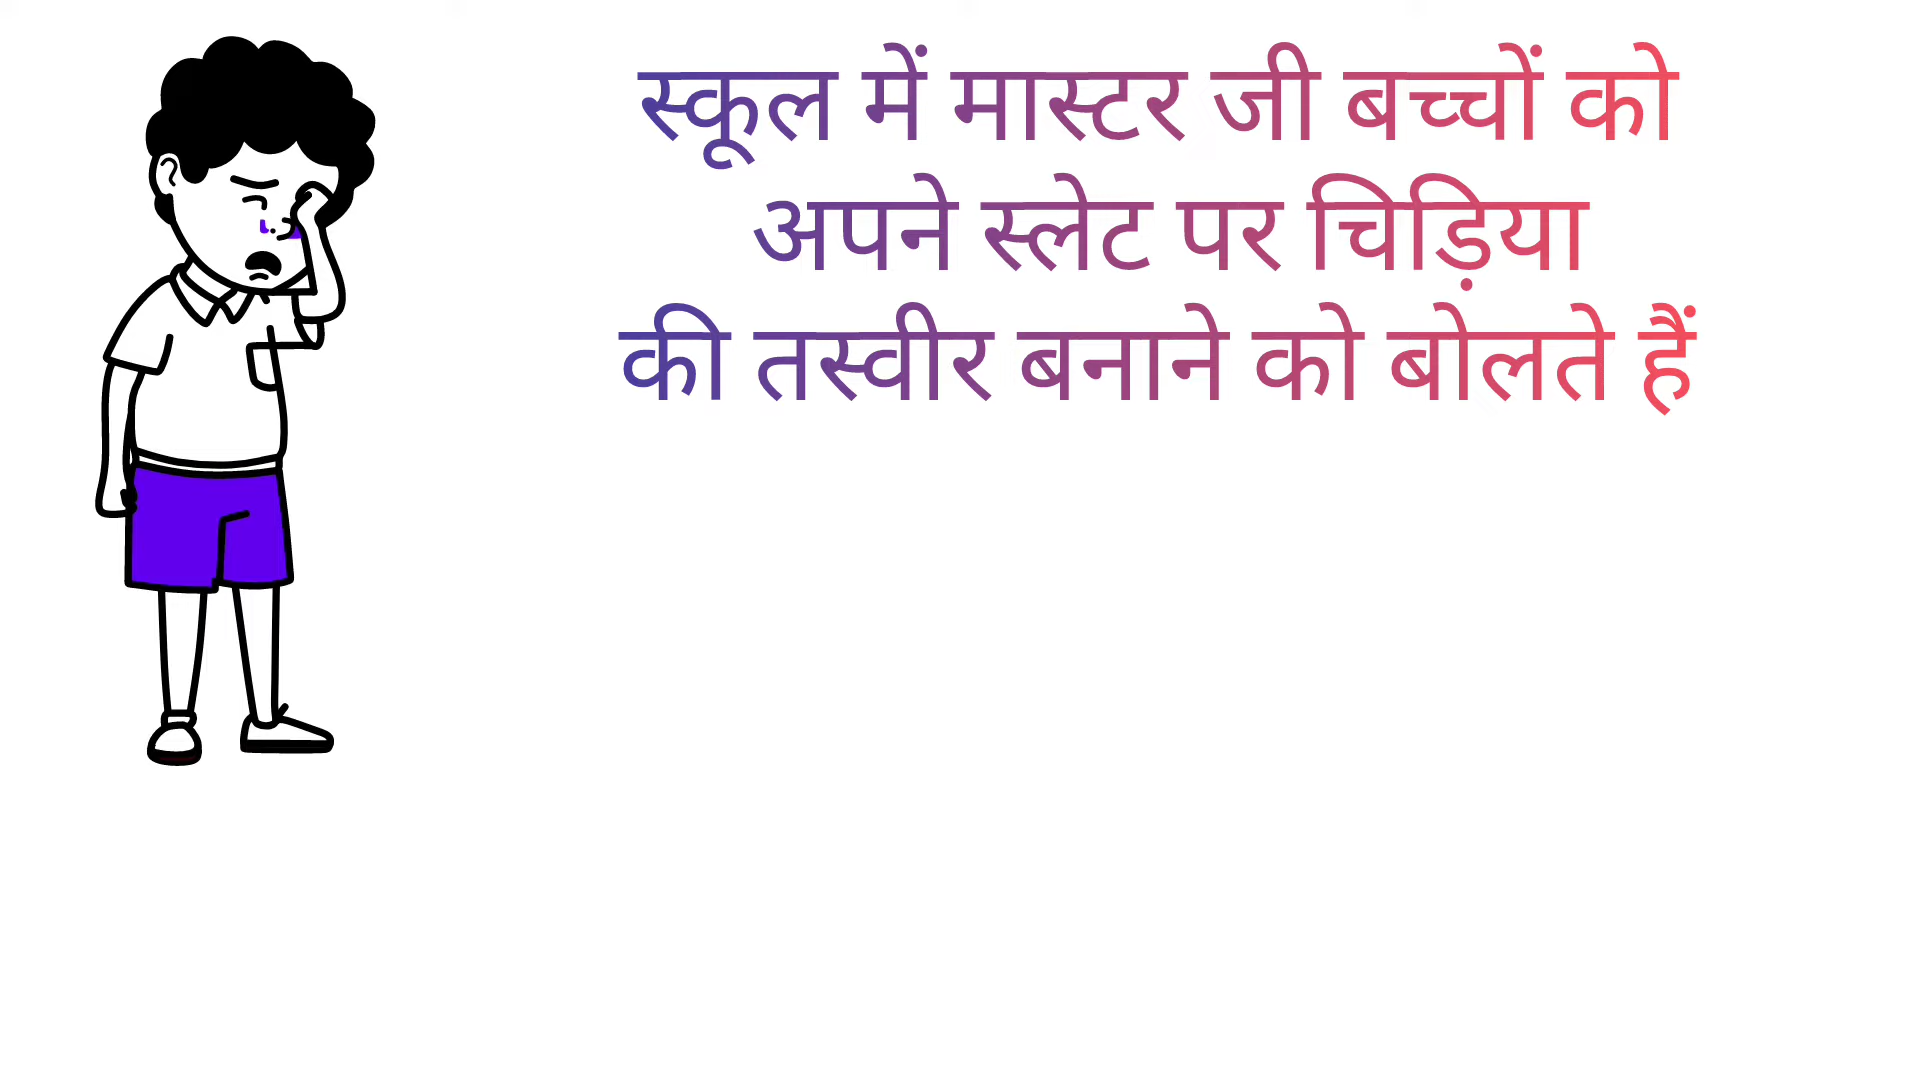 स्कूल में मास्टर जी बच्चों को
अपने स्लेट पर चिड़िया
की तस्वीर बनाने को बोलते हैं